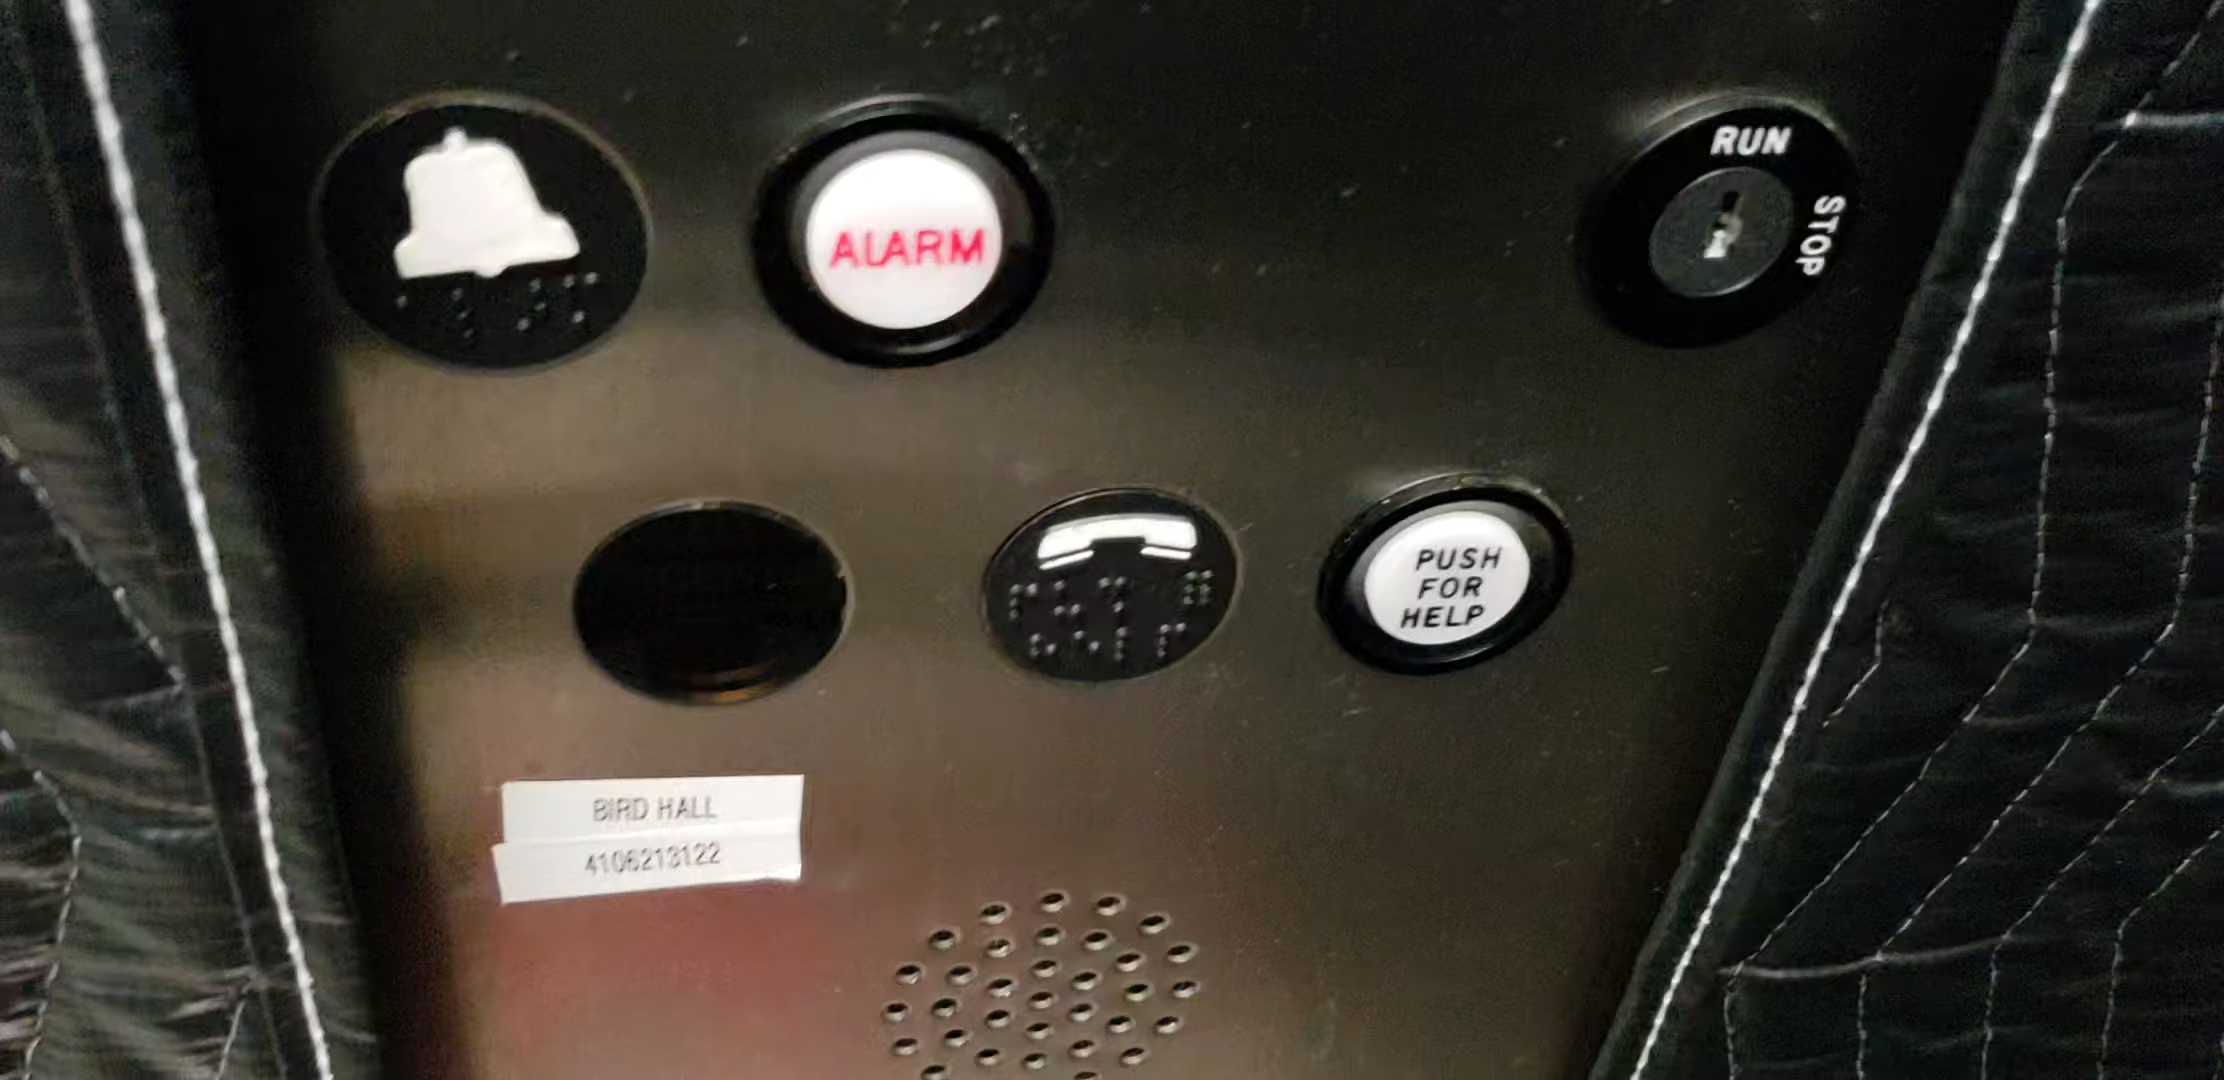 ALARM
RUN
STOP
PUSH
FOR
HELP
BIRD HALL
4106213122